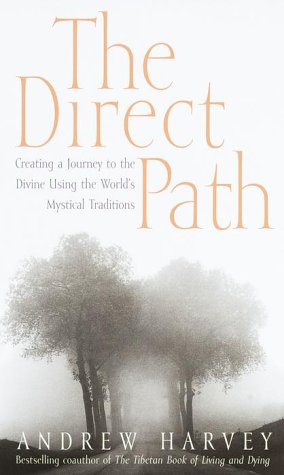 The
Direct
Creating a Journey to the
Divine Using the World's
Mystical Traditions
Path
ANDREW HARVEY
Bestselling coauthor of The Tibetan Book of Living and Dying